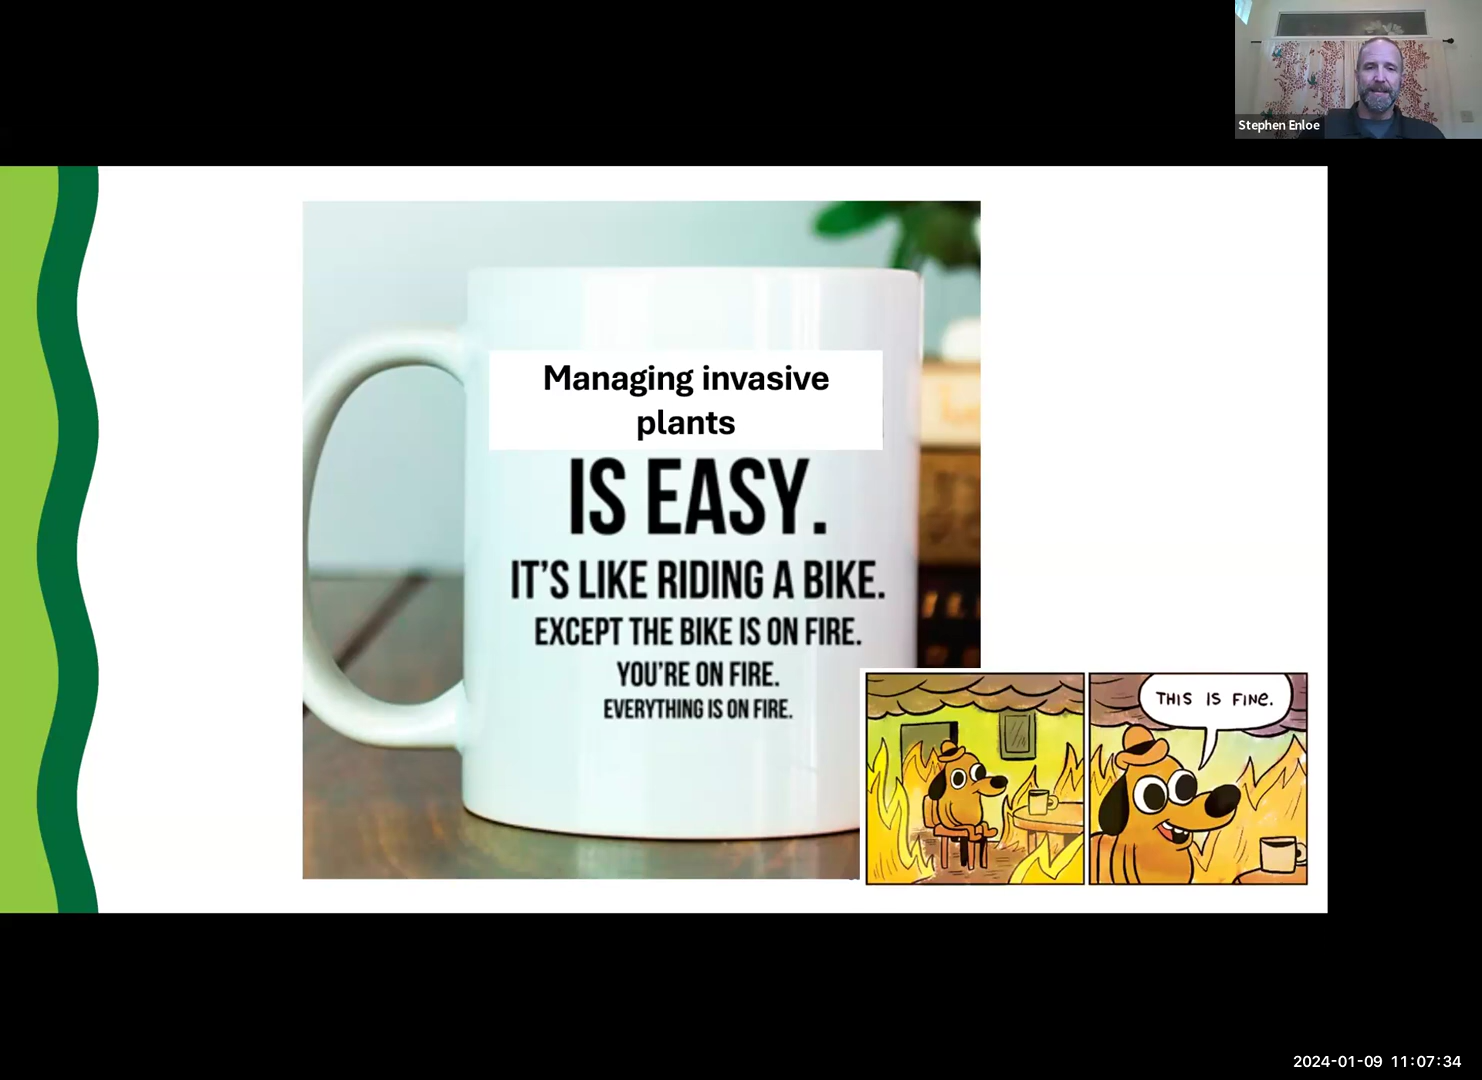 Stephen Enloe
Managing invasive
plants
IS EASY.
IT'S LIKE RIDING A BIKE.
EXCEPT THE BIKE IS ON FIRE.
YOU'RE ON FIRE.
EVERYTHING IS ON FIRE.
THIS IS FINE.
2024-01-09 11:07:34